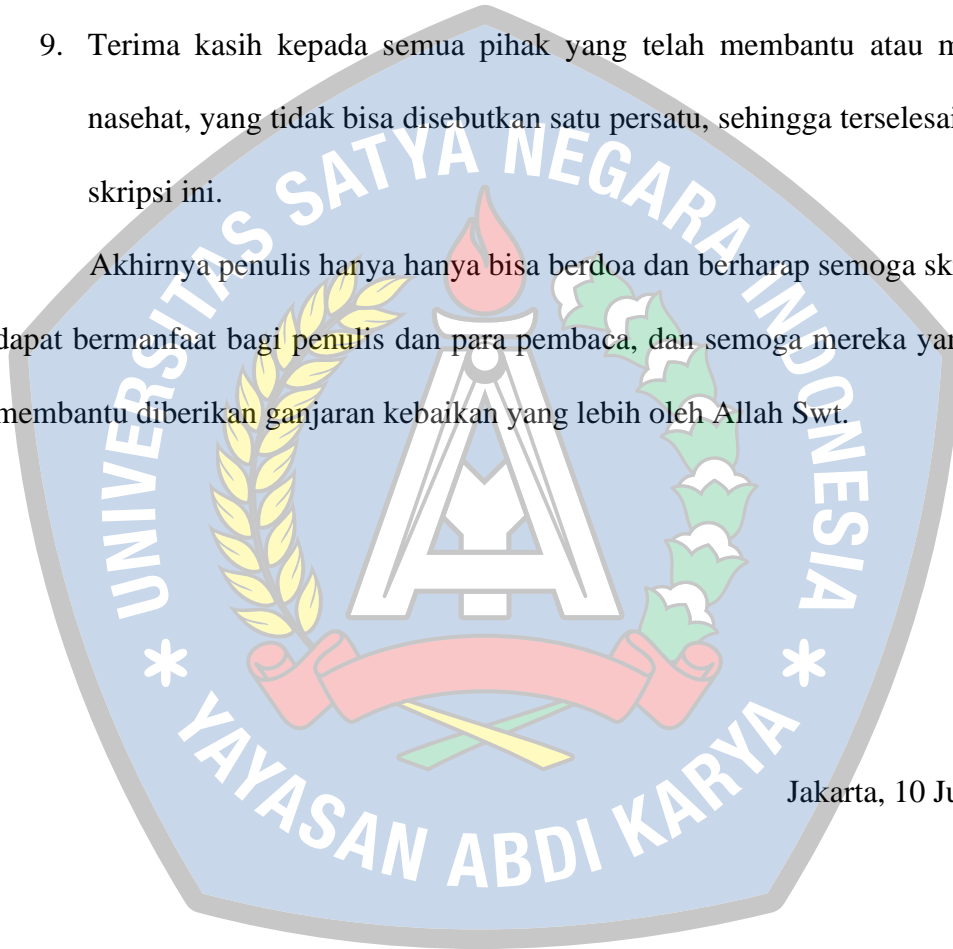 9. Terima kasih kepada semua pihak yang telah membantu atau
nasehat, yang tidak bisa disebutkan satu persatu, sehingga
skripsi ini.
Akhirnya penulis hanya hanya bisa berdoa dan berharap semoga
dapat bermanfaat bagi penulis dan para pembaca, dan semoga mereka
membantu diberikan ganjaran kebaikan yang lebih oleh Allah Swt.
Jakarta, 10
UNIVERSITAS SATYA NEGARA INDONESIA
* YAYASAN ABDI KARYA *